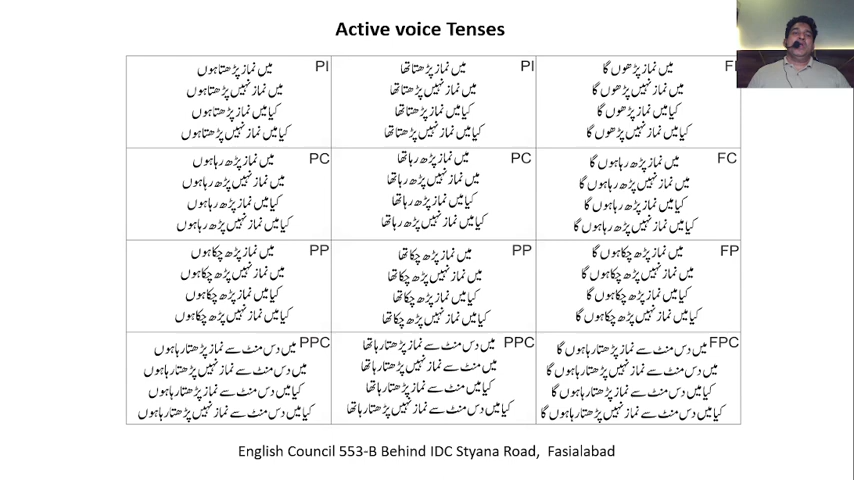 Active voice Tenses
PI
میں نماز پڑھتا ہوں
میں نماز نہیں پڑھتا ہوں
کیا میں نماز پڑھتا ہوں
کیا میں نماز نہیں پڑھتا ہوں
PI
میں نماز پڑھتا تھا
میں نماز نہیں پڑھتا تھا
کیا میں نماز پڑھتا تھا
کیا میں نماز نہیں پڑھتا تھا
میں نماز پڑھوں گا
میں نماز نہیں پڑھوں گا
کیا میں نماز پڑھوں گا
کیا میں نماز نہیں پڑھوں گا
PC
میں نماز پڑھ رہا ہوں
میں نماز نہیں پڑھ رہا ہوں
کیا میں نماز پڑھ رہا ہوں
کیا میں نماز نہیں پڑھ رہا ہوں
PC
میں نماز پڑھ رہا تھا
میں نماز نہیں پڑھ رہا تھا
کیا میں نماز پڑھ رہا تھا
کیا میں نماز نہیں پڑھ رہا تھا
FC
میں نماز پڑھ رہا ہوں گا
میں نماز نہیں پڑھ رہا ہوں گا
کیا میں نماز پڑھ رہا ہوں گا
کیا میں نماز نہیں پڑھ رہا ہوں گا
PP
میں نماز پڑھ چکا ہوں
میں نماز نہیں پڑھ چکا ہوں
کیا میں نماز پڑھ چکا ہوں
کیا میں نماز نہیں پڑھ چکا ہوں
PP
میں نماز پڑھ چکا تھا
میں نماز نہیں پڑھ چکا تھا
کیا میں نماز پڑھ چکا تھا
کیا میں نماز نہیں پڑھ چکا تھا
FP
میں نماز پڑھ چکا ہوں گا
میں نماز نہیں پڑھ چکا ہوں گا
کیا میں نماز پڑھ چکا ہوں گا
کیا میں نماز نہیں پڑھ چکا ہوں گا
PPC
میں دس منٹ سے نماز پڑھتا رہا ہوں
میں دس منٹ سے نماز نہیں پڑھتا رہا ہوں
کیا میں دس منٹ سے نماز پڑھتا رہا ہوں
کیا میں دس منٹ سے نماز نہیں پڑھتا رہا ہوں
PPC
میں دس منٹ سے نماز پڑھتا رہا تھا
میں منٹ سے نماز نہیں پڑھتا رہا تھا
کیا میں منٹ سے نماز پڑھتا رہا تھا
کیا میں دس منٹ سے نماز نہیں پڑھتا رہا تھا
FPC
میں دس منٹ سے نماز پڑھتا رہا ہوں گا
میں دس منٹ سے نماز نہیں پڑھتا رہا ہوں گا
کیا میں دس منٹ سے نماز پڑھتا رہا ہوں گا
کیا میں دس منٹ سے نماز نہیں پڑھتا رہا ہوں گا
English Council 553-B Behind IDC Styana Road, Fasialabad